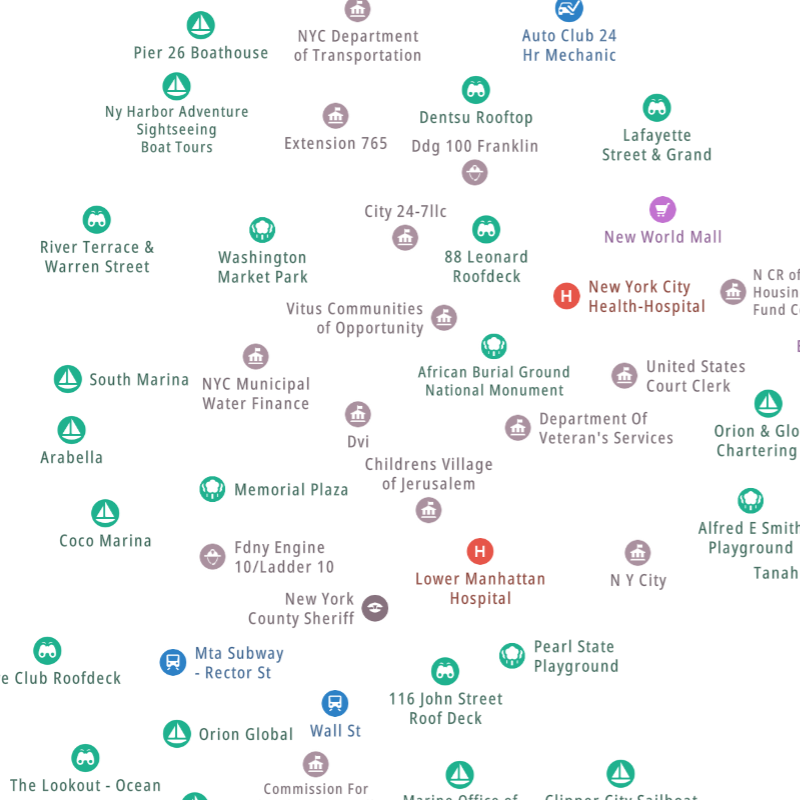 Pier 26 Boathouse
NYC Department
of Transportation
Auto Club 24
Hr Mechanic
Ny Harbor Adventure
Sightseeing
Boat Tours
Extension 765
Dentsu Rooftop
Ddg 100 Franklin
Lafayette
Street & Grand
City 24-7llc
River Terrace &
Warren Street
Washington
Market Park
88 Leonard
Roofdeck
New World Mall
New York City
Health-Hospital
N CR of
Housin
Fund Co
Vitus Communities
of Opportunity
South Marina
NYC Municipal
Water Finance
African Burial Ground
National Monument
United States
Court Clerk
Dvi
Department Of
Veteran's Services
Orion & Glo
Chartering
Arabella
Childrens Village
of Jerusalem
Memorial Plaza
Coco Marina
Alfred E Smith
Playground
Tanah
Fdny Engine
10/Ladder 10
Lower Manhattan
Hospital
N Y City
New York
County Sheriff
Mta Subway
- Rector St
Pearl State
Playground
e Club Roofdeck
116 John Street
Roof Deck
Wall St
Orion Global
The Lookout - Ocean
Commission For
Marine Office of
Clipper City Sailboat